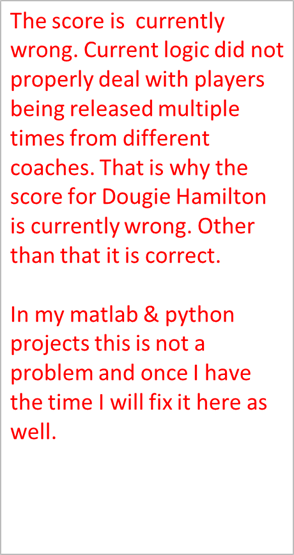 The score is  currently
wrong. Current logic did not
properly deal with players
being released multiple
times from different
coaches. That is why the
score for Dougie Hamilton
is currently wrong. Other
than that it is correct.

In my matlab & python
projects this is not a
problem and once I have
the time I will fix it here as
well.